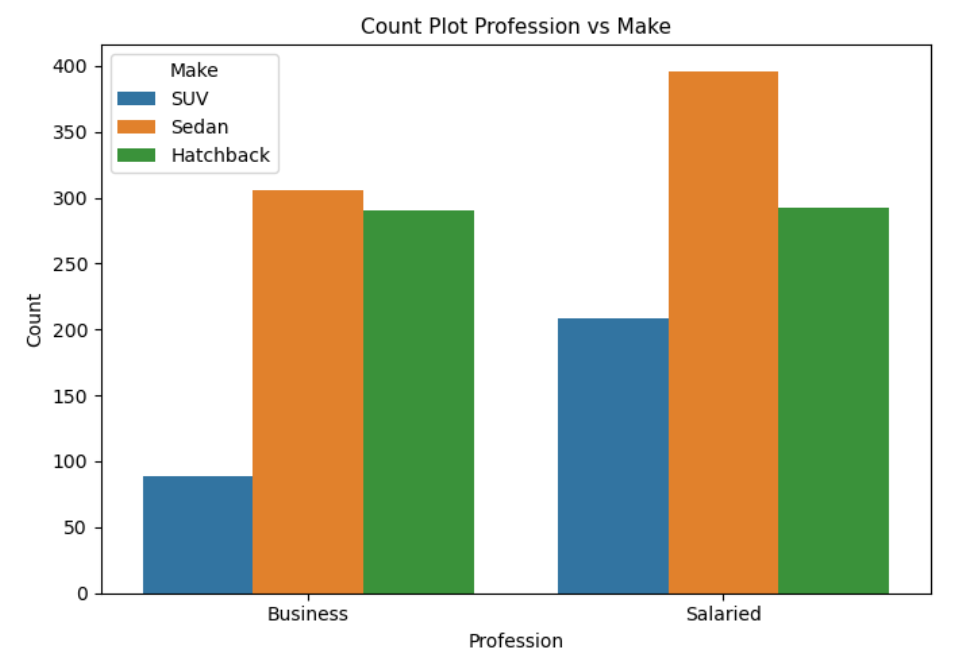 Count Plot Profession vs Make
Make
SUV
Sedan
Hatchback
Count
400
350
300
250
200
150
100
50
0
Business Salaried
Profession